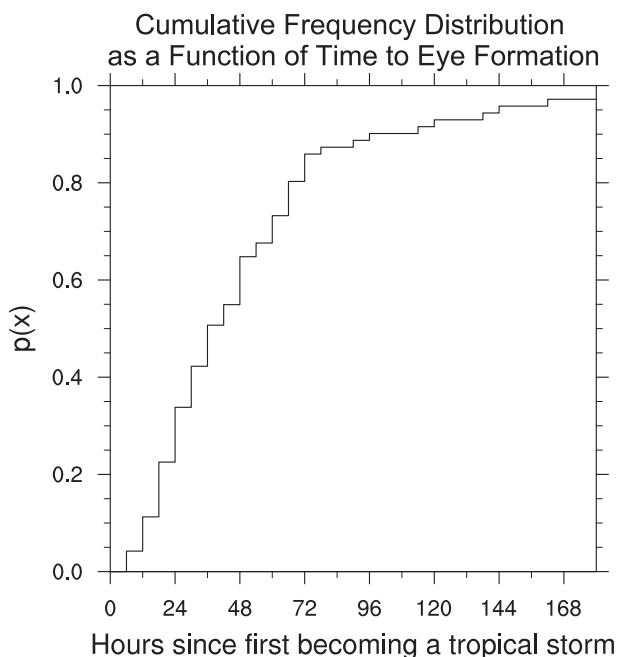 Cumulative Frequency Distribution
as a Function of Time to Eye Formation
1.0
0.8
0.6
0.4
0.2
0.0
p(x)
0 24 48 72 96 120 144 168
Hours since first becoming a tropical storm